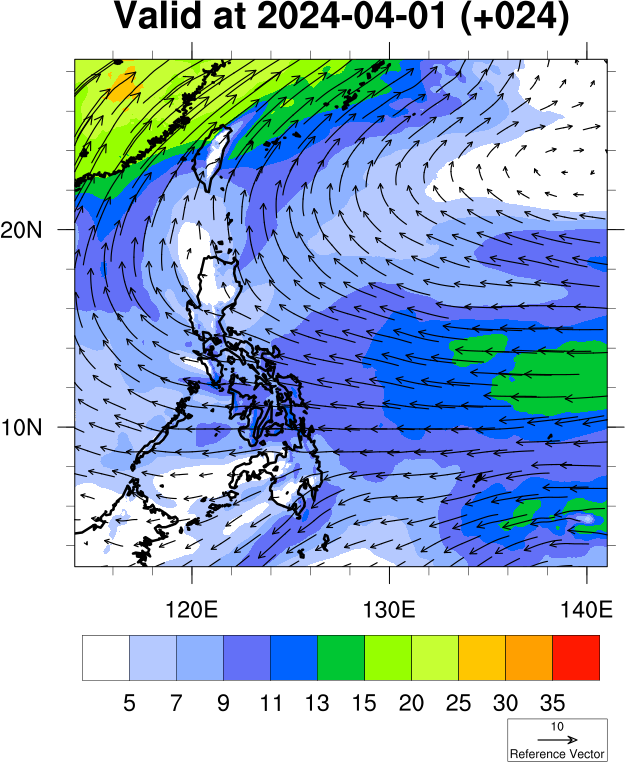 Valid at 2024-04-01 (+024)
20N
10N
120E 130E 140E
5 7 9 11 13 15 20 25 30 35
10
Reference Vector